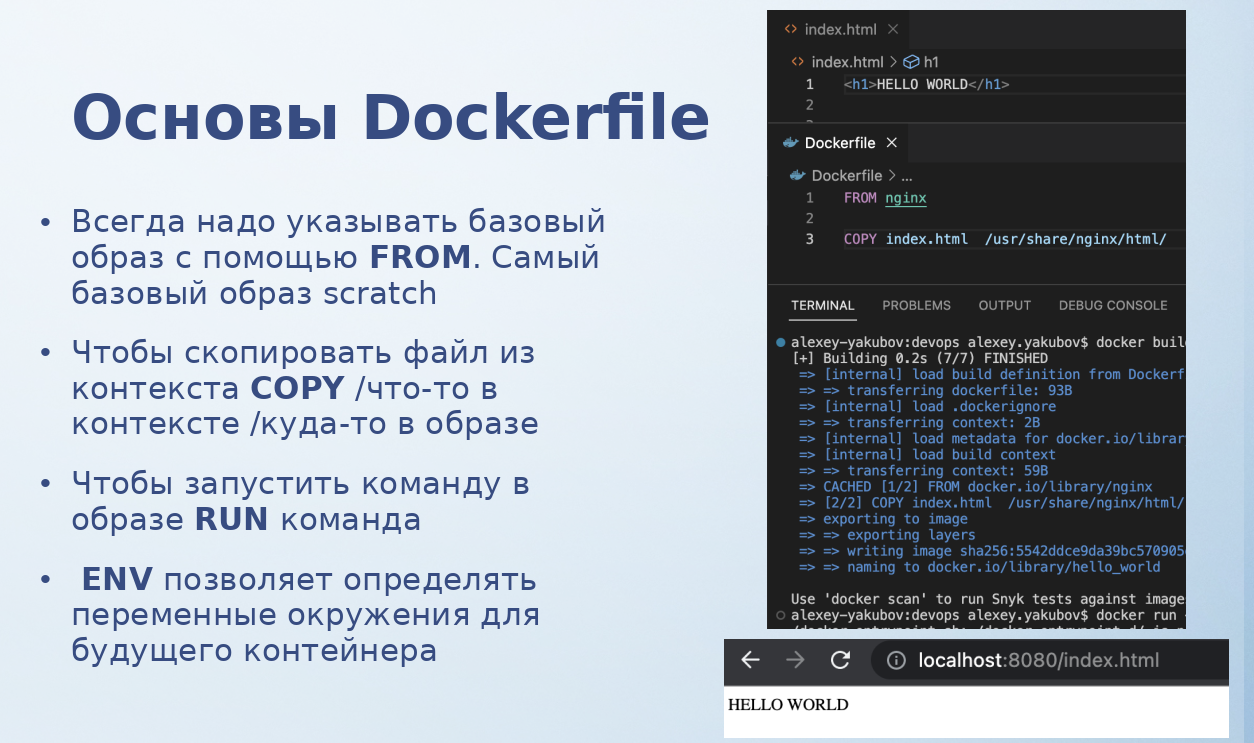 Основы Dockerfile
• Всегда надо указывать базовый
образ с помощью FROM. Самый
базовый образ scratch
• Чтобы скопировать файл из
контекста COPY /что-то в
контексте /куда-то в образе
• Чтобы запустить команду в
образе RUN команда
• ENV позволяет определять
переменные окружения для
будущего контейнера
index.html
index.html > h1
1 <h1>HELLO WORLD</h1>
2
Dockerfile
Dockerfile > ...
1 FROM nginx
2
3 COPY index.html  /usr/share/nginx/html/
TERMINAL PROBLEMS OUTPUT DEBUG CONSOLE
alexey-yakubov:devops alexey.yakubov$ docker buil
[+] Building 0.2s (7/7) FINISHED
=> [internal] load build definition from Dockerf
=> => transferring dockerfile: 93B
=> [internal] load .dockerignore
=> => transferring context: 2B
=> [internal] load metadata for docker.io/librar
=> [internal] load build context
=> => transferring context: 59B
=> CACHED [1/2] FROM docker.io/library/nginx
=> [2/2] COPY index.html  /usr/share/nginx/html/
=> exporting to image
=> => exporting layers
=> => writing image sha256:5542ddce9da39bc570905
=> => naming to docker.io/library/hello_world
Use 'docker scan' to run Snyk tests against image
alexey-yakubov:devops alexey.yakubov$ docker run
localhost:8080/index.html
HELLO WORLD